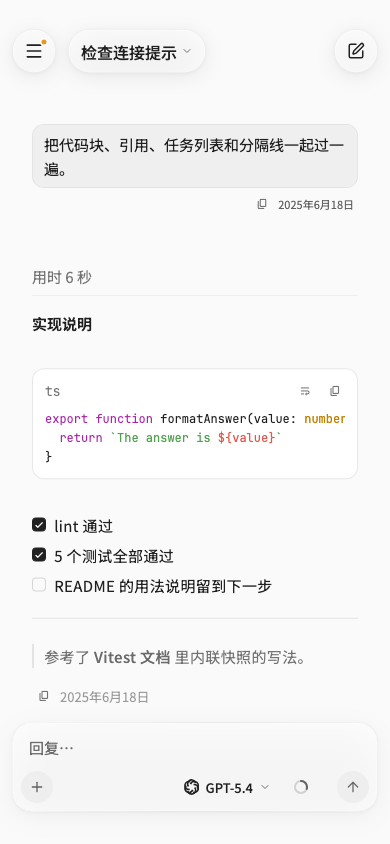 检查连接提示
把代码块、引用、任务列表和分隔线一起过一
遍。
2025年6月18日
用时 6 秒
实现说明
ts
export function formatAnswer(value: number
return `The answer is ${value}`
}
lint 通过
5 个测试全部通过
README 的用法说明留到下一步
参考了 Vitest 文档 里内联快照的写法。
2025年6月18日
回复…
GPT-5.4